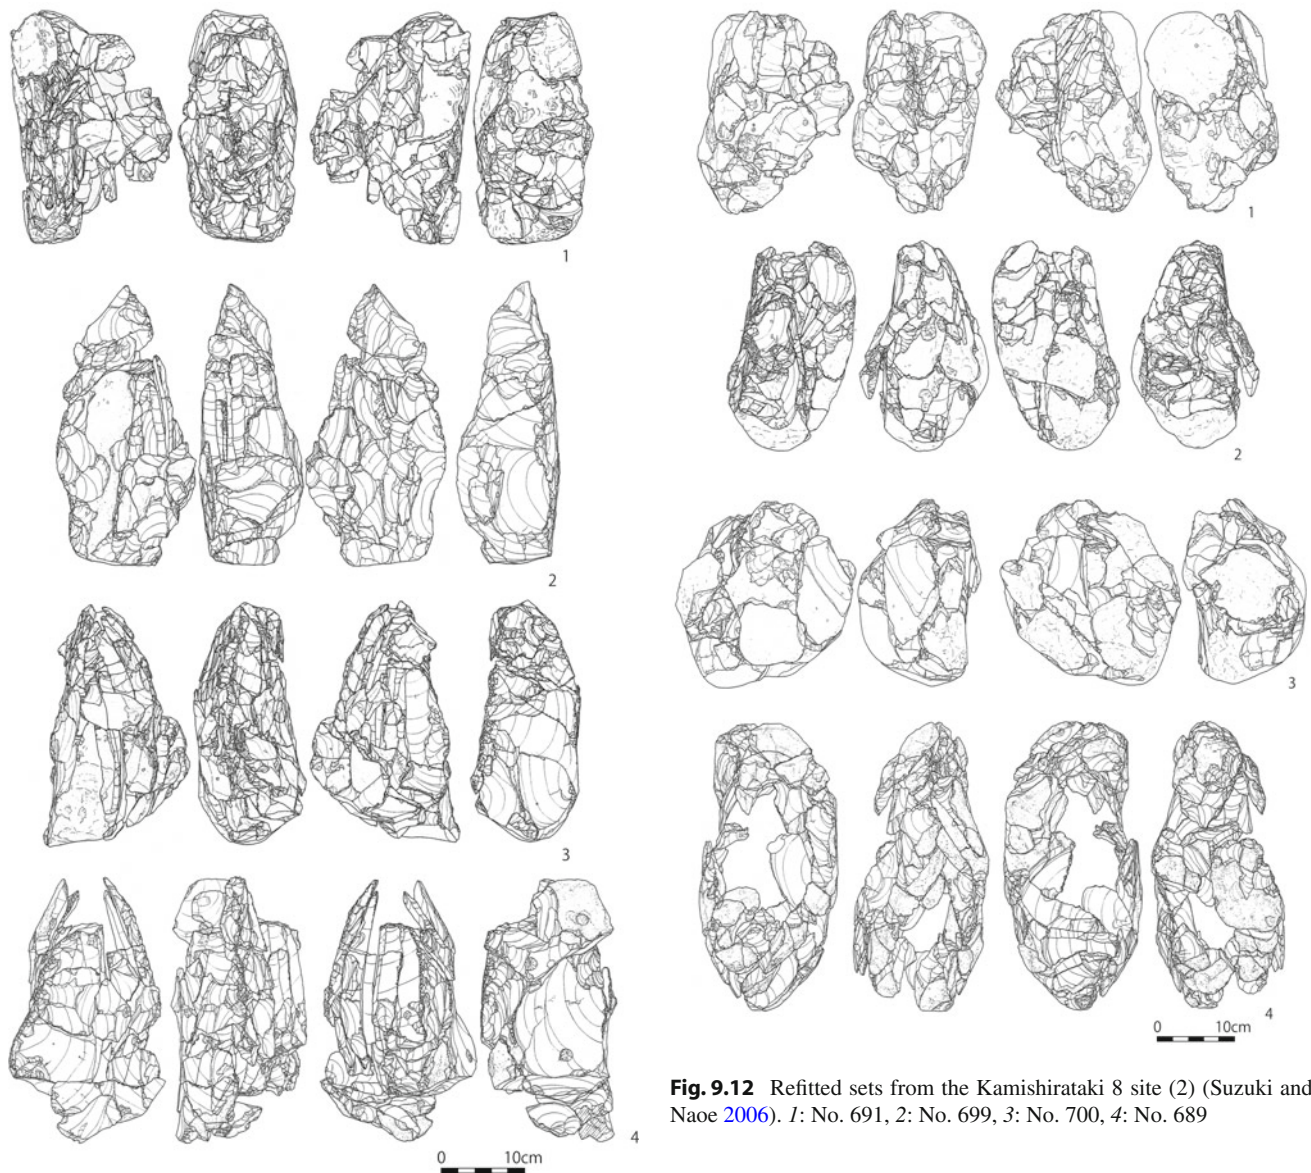 1
2
3
4
0 10cm
1
2
3
4
0 10cm
Fig. 9.12 Refitted sets from the Kamishirataki 8 site (2) (Suzuki and
Naoe 2006). 1: No. 691, 2: No. 699, 3: No. 700, 4: No. 689